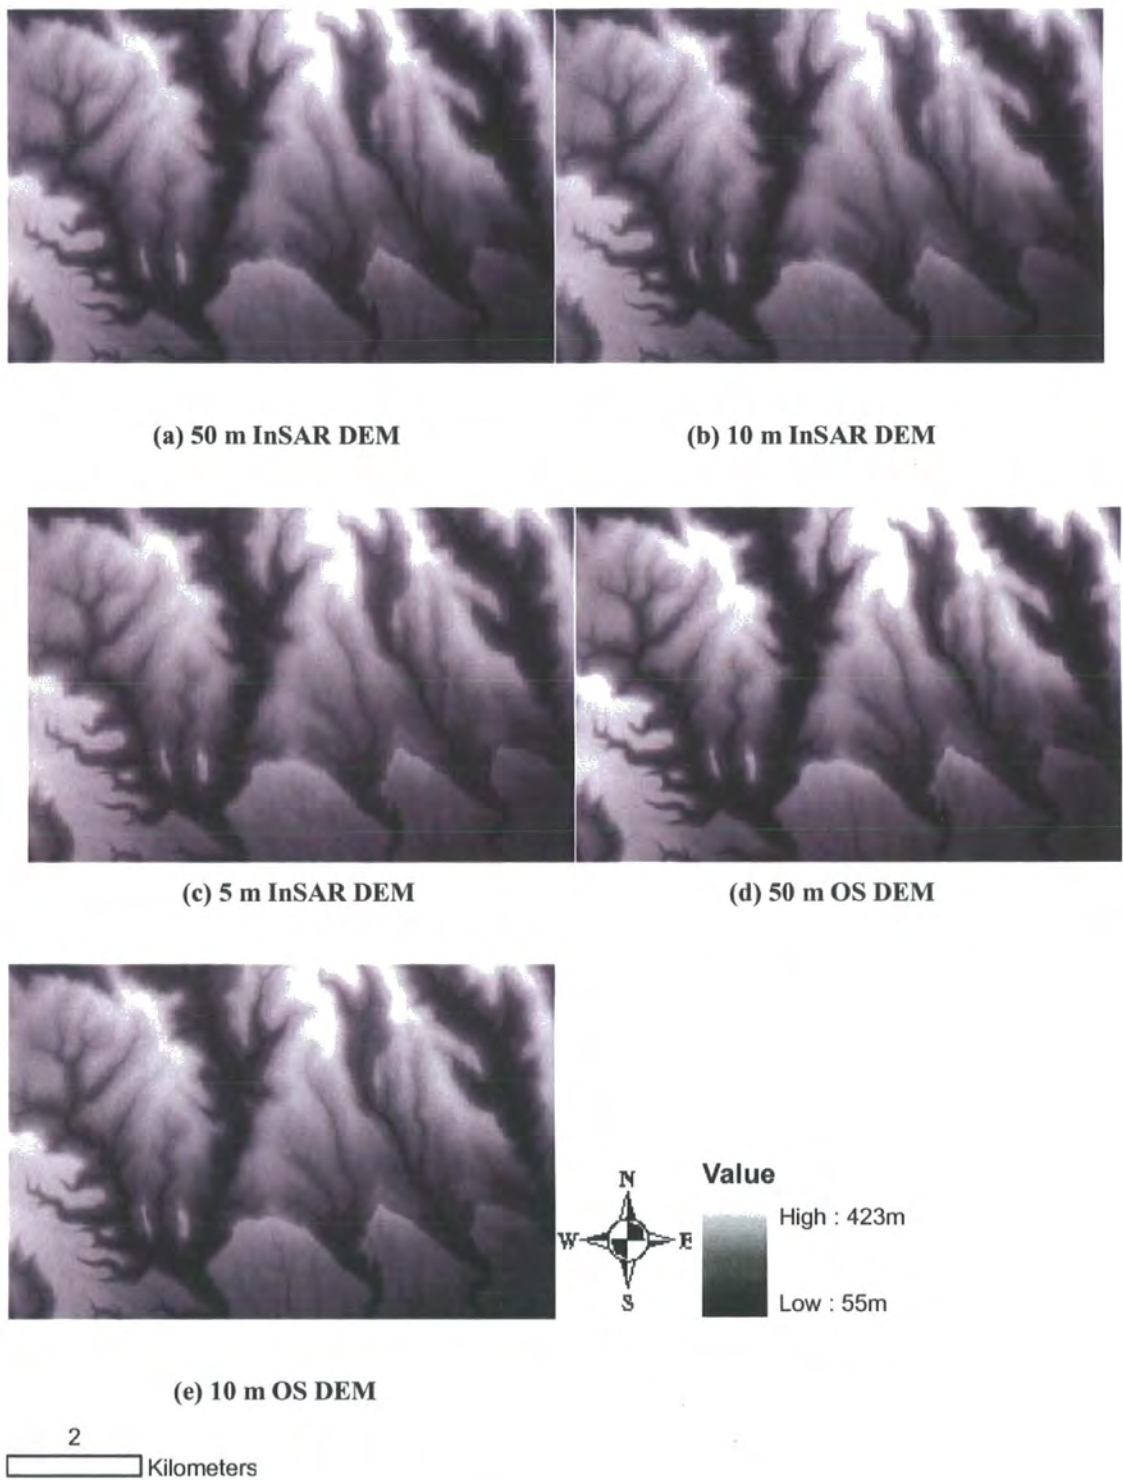 (a) 50 m InSAR DEM
(b) 10 m InSAR DEM
(c) 5 m InSAR DEM
(d) 50 m OS DEM
N
Value
High : 423m
W
E
S
Low : 55m
(e) 10 m OS DEM
2
Kilometers